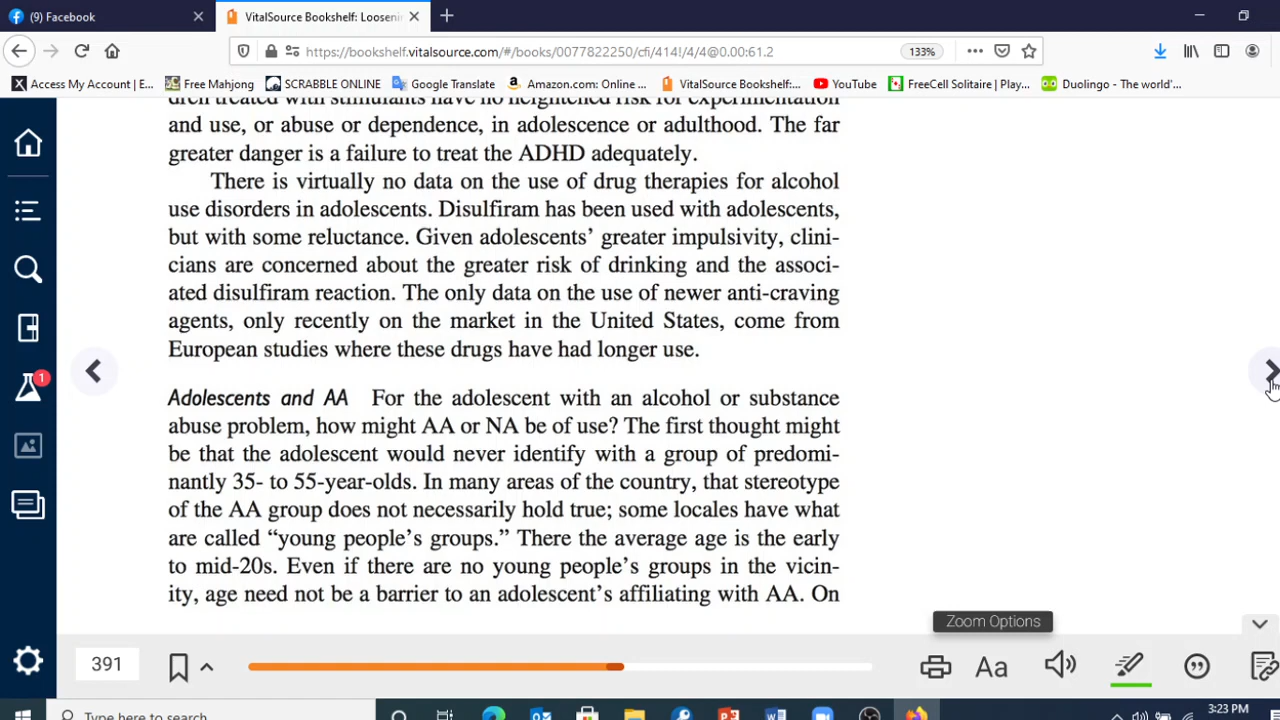 (9) Facebook
VitalSource Bookshelf: Loosenin
https://bookshelf.vitalsource.com/#/books/0077822250/cfi/414!/4/4@0.00:61.2
133%
Access My Account | E...
Free Mahjong
SCRABBLE ONLINE
Google Translate
Amazon.com: Online ...
VitalSource Bookshelf:...
YouTube
FreeCell Solitaire | Play...
Duolingo - The world'...
dren treated with stimulants have no heightened risk for experimentation
and use, or abuse or dependence, in adolescence or adulthood. The far
greater danger is a failure to treat the ADHD adequately.
There is virtually no data on the use of drug therapies for alcohol
use disorders in adolescents. Disulfiram has been used with adolescents,
but with some reluctance. Given adolescents’ greater impulsivity, clini-
cians are concerned about the greater risk of drinking and the associ-
ated disulfiram reaction. The only data on the use of newer anti-craving
agents, only recently on the market in the United States, come from
European studies where these drugs have had longer use.
Adolescents and AA For the adolescent with an alcohol or substance
abuse problem, how might AA or NA be of use? The first thought might
be that the adolescent would never identify with a group of predomi-
nantly 35- to 55-year-olds. In many areas of the country, that stereotype
of the AA group does not necessarily hold true; some locales have what
are called “young people’s groups.” There the average age is the early
to mid-20s. Even if there are no young people’s groups in the vicin-
ity, age need not be a barrier to an adolescent’s affiliating with AA. On
1
Zoom Options
391
Aa
Type here to search
3:23 PM